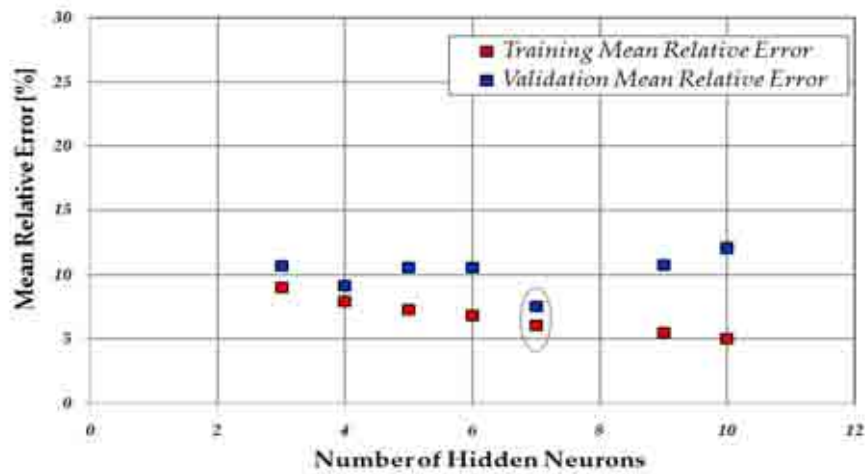 30
Training Mean Relative Error
Validation Mean Relative Error
25
20
15
10
5
0
Mean Relative Error [%]
0 2 4 6 8 10 12
Number of Hidden Neurons